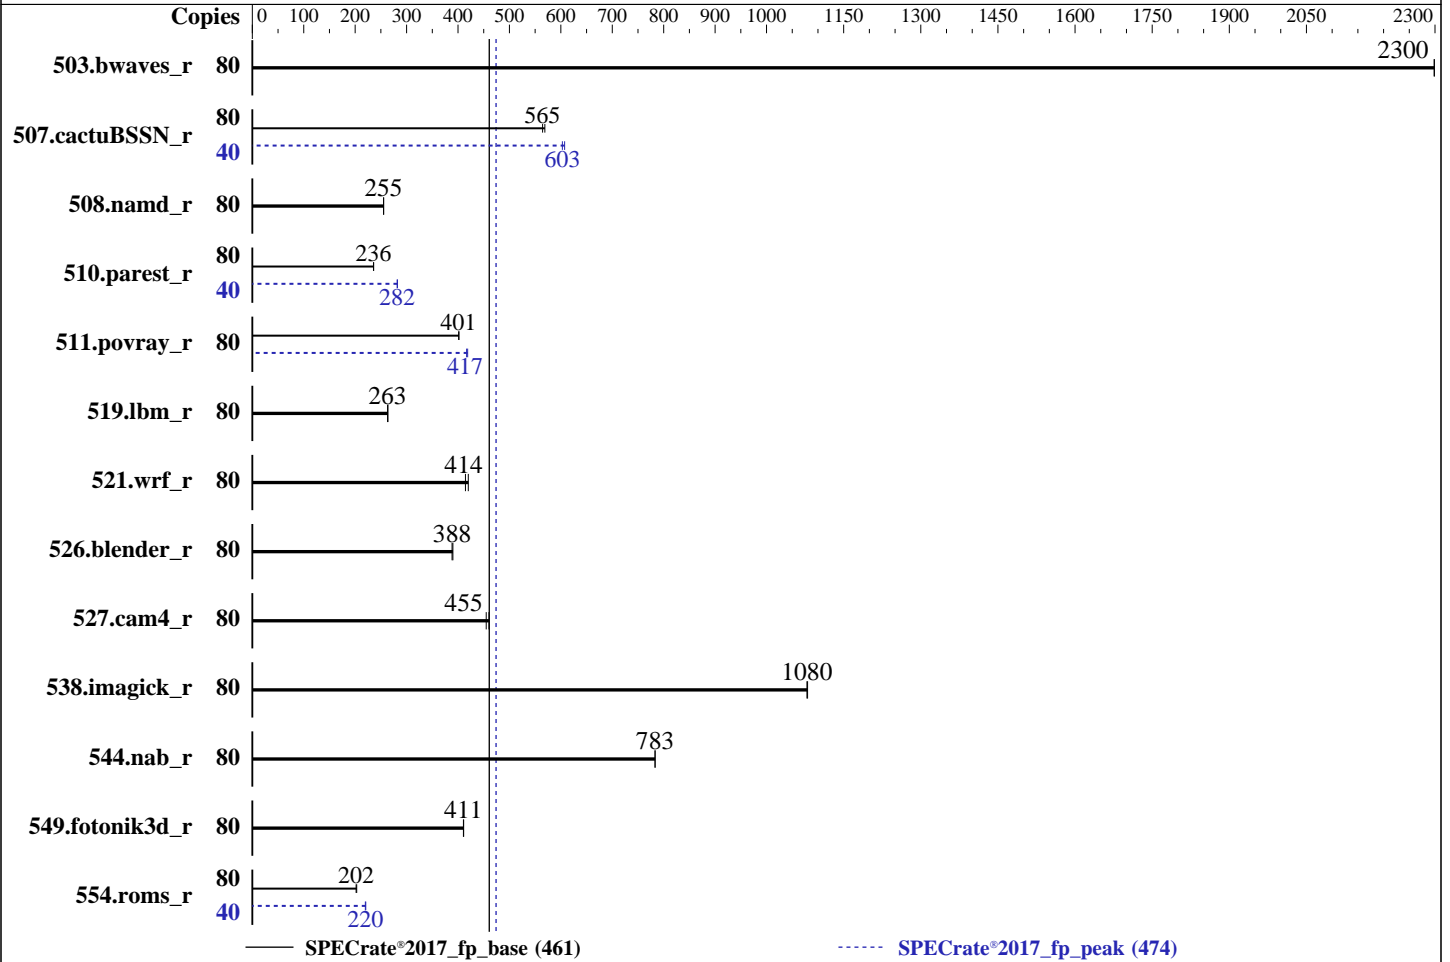 Copies 0 100 200 300 400 500 600 700 800 900 1000 1150 1300 1450 1600 1750 1900 2050 2300
503.bwaves_r 80 2300
507.cactuBSSN_r 80 565
40 603
508.namd_r 80 255
510.parest_r 80 236
40 282
511.povray_r 80 401
417
519.lbm_r 80 263
521.wrf_r 80 414
526.blender_r 80 388
527.cam4_r 80 455
538.imagick_r 80 1080
544.nab_r 80 783
549.fotonik3d_r 80 411
554.roms_r 80 202
40 220
SPECrate®2017_fp_base (461) SPECrate®2017_fp_peak (474)